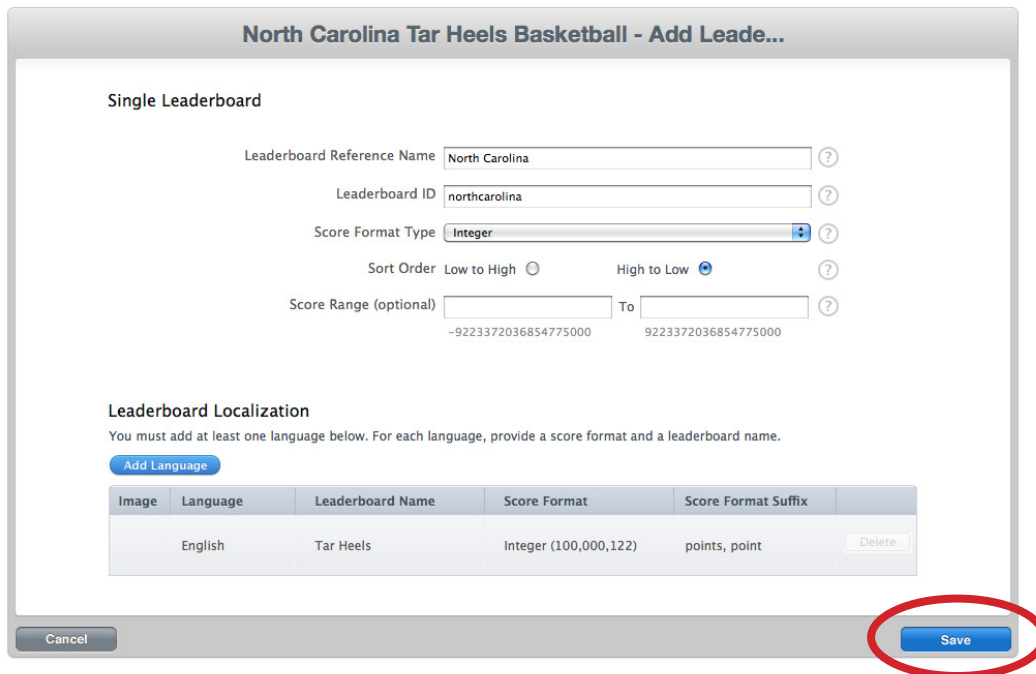 North Carolina Tar Heels Basketball - Add Leade...
Single Leaderboard
Leaderboard Reference Name North Carolina ?
Leaderboard ID northcarolina ?
Score Format Type Integer ?
Sort Order Low to High High to Low ?
Score Range (optional) To ?
-9223372036854775000 9223372036854775000
Leaderboard Localization
You must add at least one language below. For each language, provide a score format and a leaderboard name.
Add Language
Image Language Leaderboard Name Score Format Score Format Suffix
English Tar Heels Integer (100,000,122) points, point Delete
Cancel Save